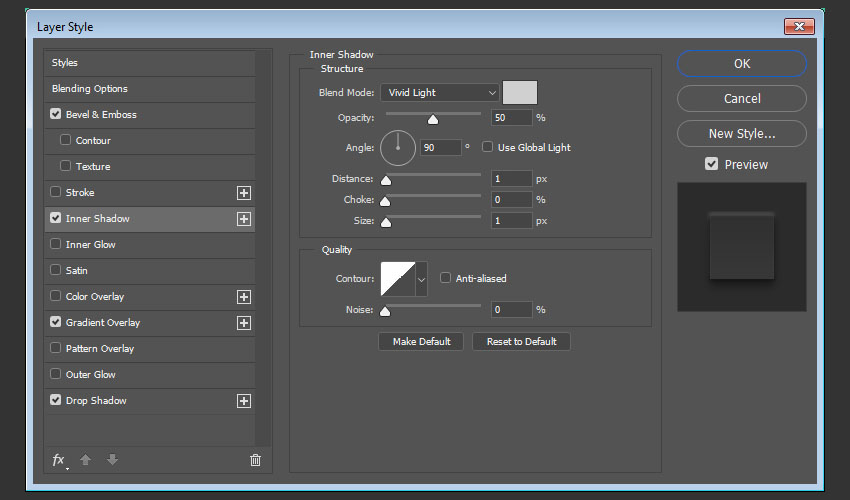 Layer Style
Styles
Blending Options
Bevel & Emboss
Contour
Texture
Stroke
Inner Shadow
Inner Glow
Satin
Color Overlay
Gradient Overlay
Pattern Overlay
Outer Glow
Drop Shadow
fx
Inner Shadow
Structure
Blend Mode: Vivid Light
Opacity: 50 %
Angle: 90 ° Use Global Light
Distance: 1 px
Choke: 0 %
Size: 1 px
Quality
Contour: Anti-aliased
Noise: 0 %
Make Default Reset to Default
OK
Cancel
New Style...
Preview